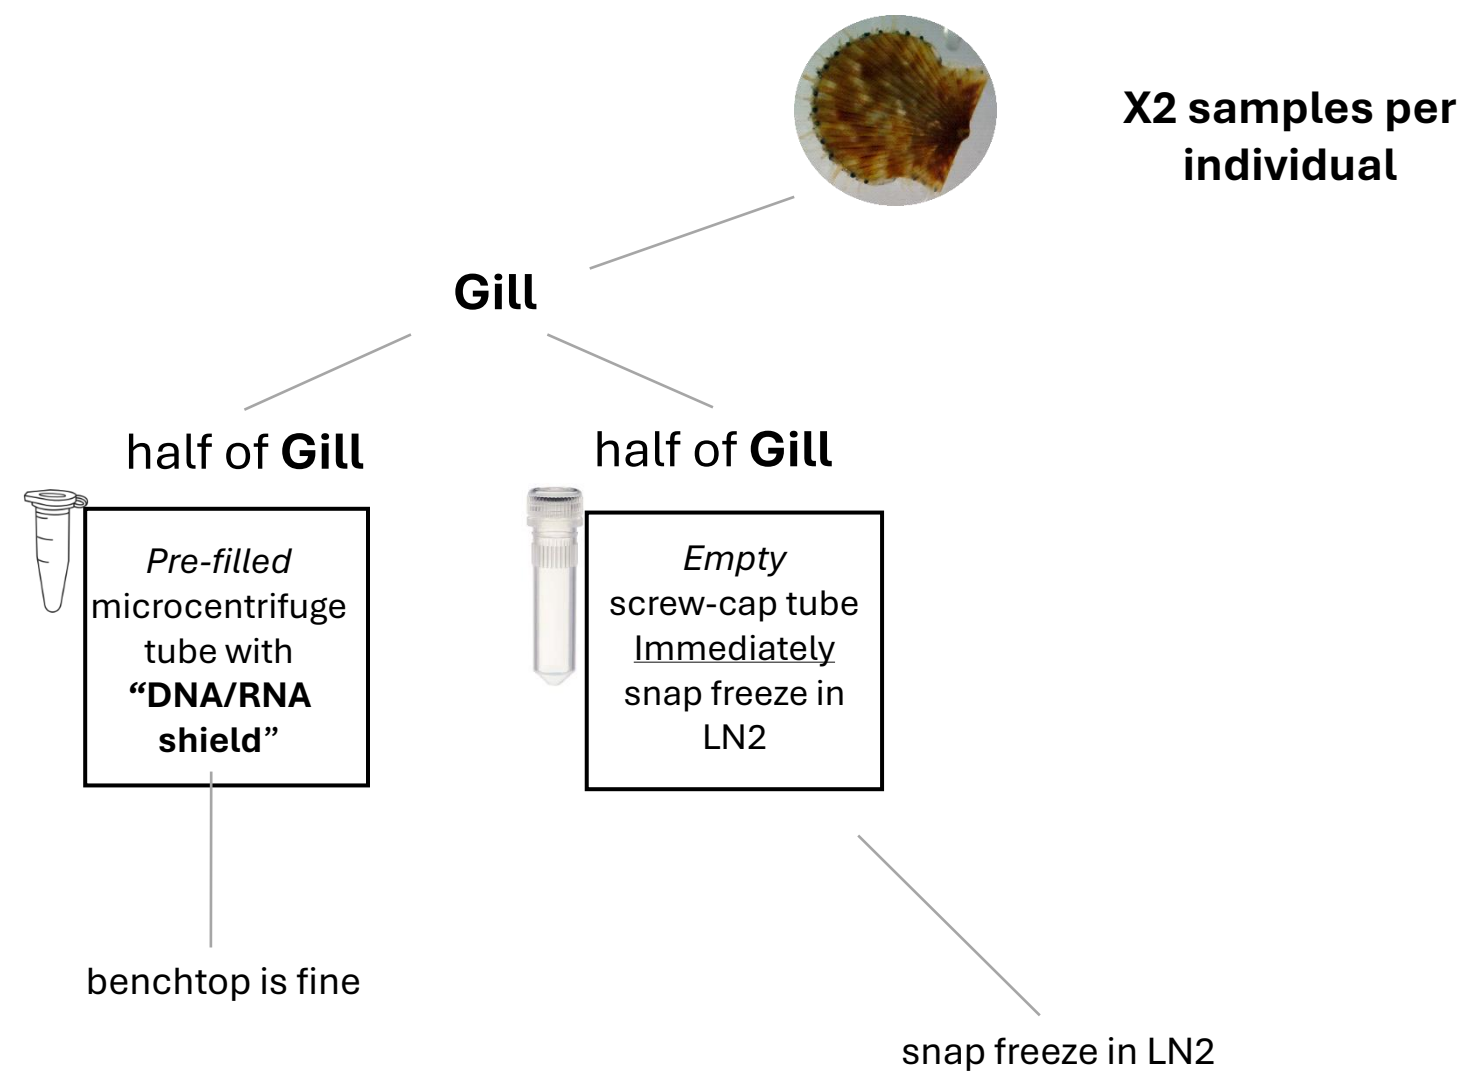 X2 samples per
individual
Gill
half of Gill
half of Gill
Pre-filled
microcentrifuge
tube with
“DNA/RNA
shield”
Empty
screw-cap tube
Immediately
snap freeze in
LN2
benchtop is fine
snap freeze in LN2